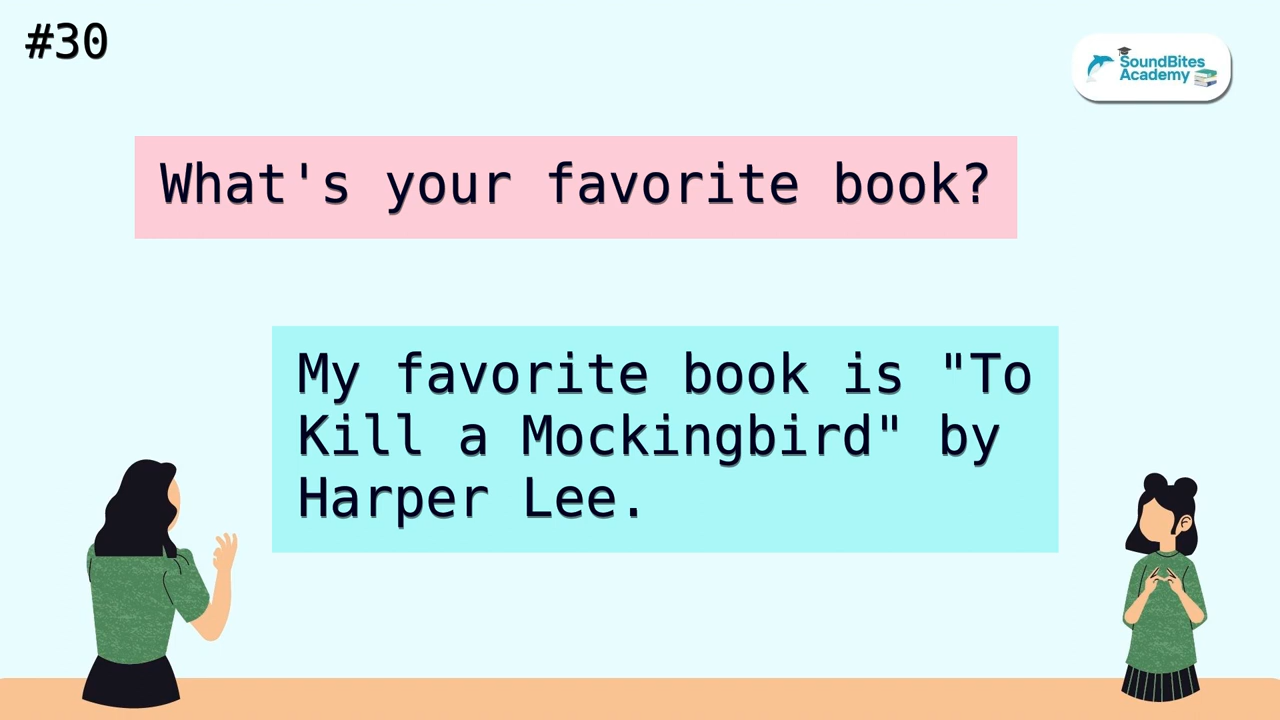 #30
SoundBites
Academy
What's your favorite book?
My favorite book is "To
Kill a Mockingbird" by
Harper Lee.